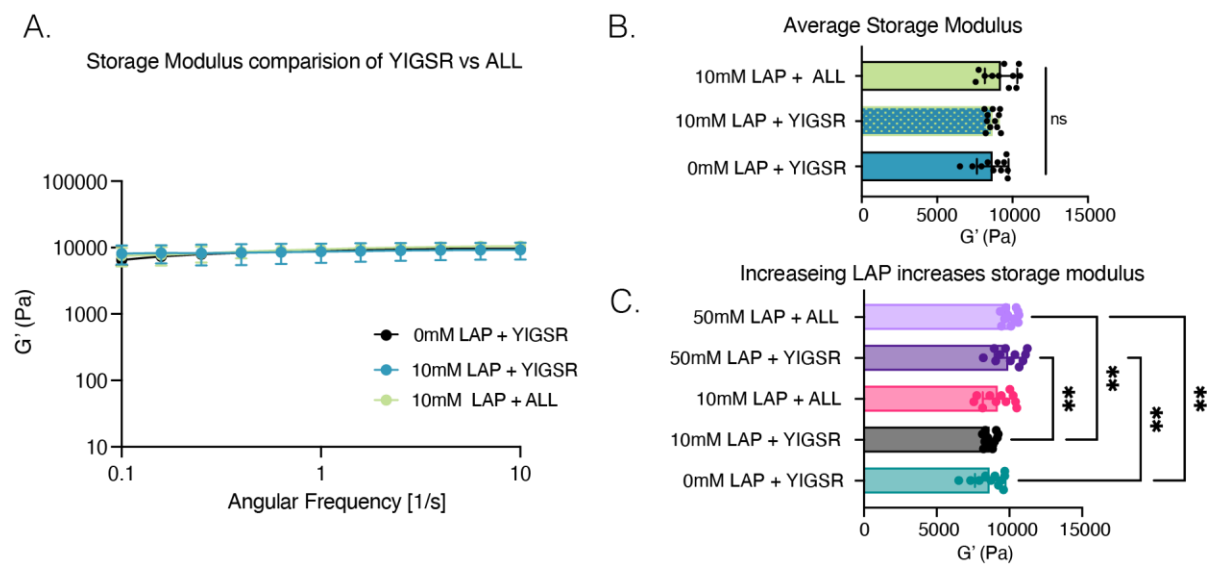 A.
Storage Modulus comparision of YIGSR vs ALL
100000
10000
1000
100
10
G' (Pa)
0mM LAP + YIGSR
10mM LAP + YIGSR
10mM LAP + ALL
0.1
1
10
Angular Frequency [1/s]
B.
Average Storage Modulus
10mM LAP + ALL
10mM LAP + YIGSR
0mM LAP + YIGSR
ns
0
5000
10000
15000
G' (Pa)
C.
Increaseing LAP increases storage modulus
50mM LAP + ALL
50mM LAP + YIGSR
10mM LAP + ALL
10mM LAP + YIGSR
0mM LAP + YIGSR
**
**
**
**
0
5000
10000
15000
G' (Pa)